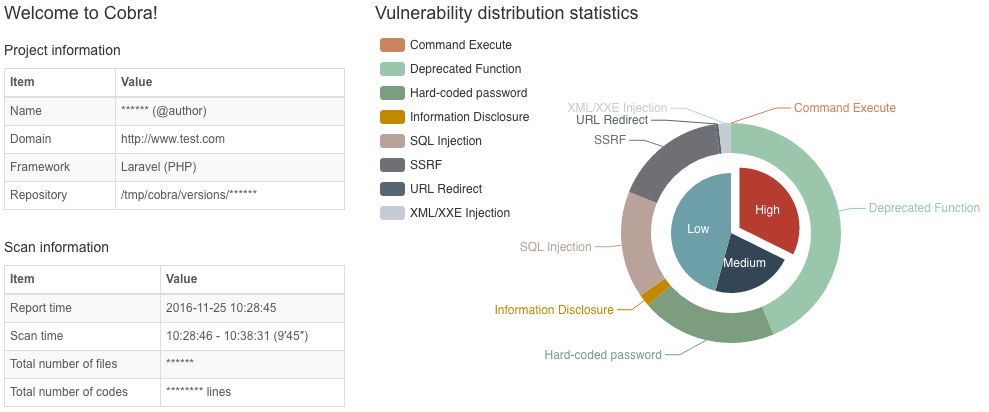 Welcome to Cobra!
Project information
Item Value
Name ****** (@author)
Domain http://www.test.com
Framework Laravel (PHP)
Repository /tmp/cobra/versions/******
Scan information
Item Value
Report time 2016-11-25 10:28:45
Scan time 10:28:46 - 10:38:31 (9'45")
Total number of files ******
Total number of codes ******** lines
Vulnerability distribution statistics
Command Execute
Deprecated Function
Hard-coded password
Information Disclosure
SQL Injection
SSRF
URL Redirect
XML/XXE Injection
XML/XXE Injection
Command Execute
URL Redirect
SSRF
Deprecated Function
High
Low
SQL Injection
Medium
Information Disclosure
Hard-coded password